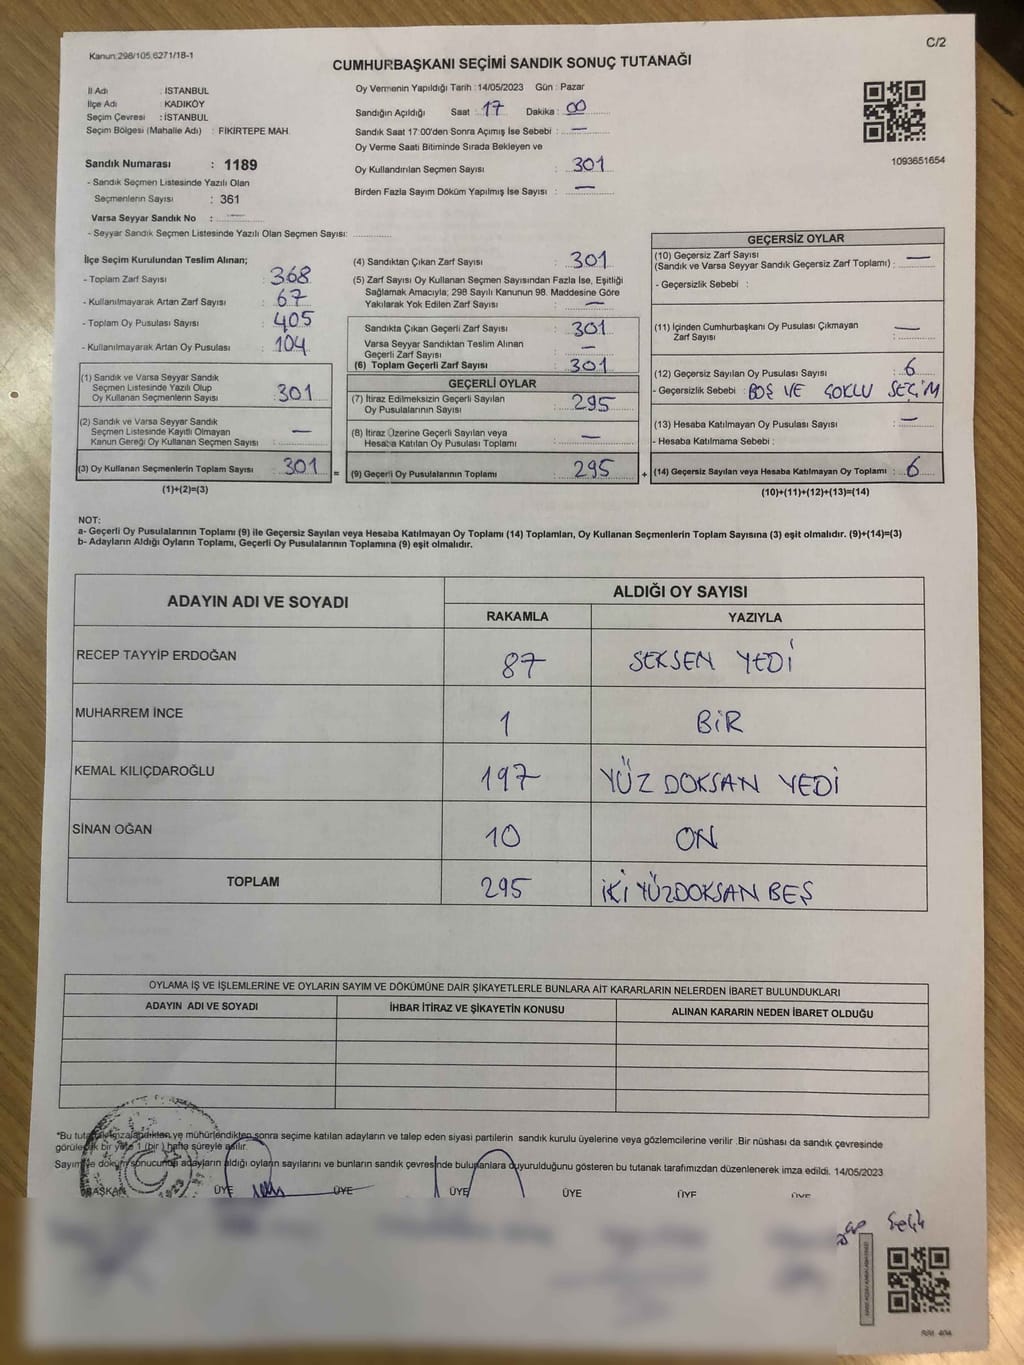 Kanun:298/105,6271/18-1
C/2
CUMHURBAŞKANI SEÇİMİ SANDIK SONUÇ TUTANAĞI
İl Adı : İSTANBUL
İlçe Adı : KADIKÖY
Seçim Çevresi : İSTANBUL
Seçim Bölgesi (Mahalle Adı) : FİKİRTEPE MAH.
Sandık Numarası : 1189
- Sandık Seçmen Listesinde Yazılı Olan
Seçmenlerin Sayısı : 361
Varsa Seyyar Sandık No : —
- Seyyar Sandık Seçmen Listesinde Yazılı Olan Seçmen Sayısı:
Oy Vermenin Yapıldığı Tarih : 14/05/2023 Gün : Pazar
Sandığın Açıldığı Saat : 17 Dakika : 00
Sandık Saat 17:00'den Sonra Açımış İse Sebebi : —
Oy Verme Saati Bitiminde Sırada Bekleyen ve
Oy Kullandırılan Seçmen Sayısı : 301
Birden Fazla Sayım Döküm Yapılmış İse Sayısı : —
1093651654
İlçe Seçim Kurulundan Teslim Alınan;
- Toplam Zarf Sayısı : 368
- Kullanılmayarak Artan Zarf Sayısı : 67
- Toplam Oy Pusulası Sayısı : 405
- Kullanılmayarak Artan Oy Pusulası : 104
(1) Sandık ve Varsa Seyyar Sandık
Seçmen Listesinde Yazılı Olup
Oy Kullanan Seçmenlerin Sayısı : 301
(2) Sandık ve Varsa Seyyar Sandık
Seçmen Listesinde Kayıtlı Olmayan
Kanun Gereği Oy Kullanan Seçmen Sayısı : —
(3) Oy Kullanan Seçmenlerin Toplam Sayısı : 301 =
(1)+(2)=(3)
(4) Sandıktan Çıkan Zarf Sayısı : 301
(5) Zarf Sayısı Oy Kullanan Seçmen Sayısından Fazla İse, Eşitliği
Sağlamak Amacıyla; 298 Sayılı Kanunun 98. Maddesine Göre
Yakılarak Yok Edilen Zarf Sayısı : —
Sandıkta Çıkan Geçerli Zarf Sayısı : 301
Varsa Seyyar Sandıktan Teslim Alınan
Geçerli Zarf Sayısı : —
(6) Toplam Geçerli Zarf Sayısı : 301
GEÇERLİ OYLAR
(7) İtiraz Edilmeksizin Geçerli Sayılan
Oy Pusulalarının Sayısı : 295
(8) İtiraz Üzerine Geçerli Sayılan veya
Hesaba Katılan Oy Pusulası Toplamı : —
(9) Geçerli Oy Pusulalarının Toplamı : 295 +
GEÇERSİZ OYLAR
(10) Geçersiz Zarf Sayısı
(Sandık ve Varsa Seyyar Sandık Geçersiz Zarf Toplamı) : —
- Geçersizlik Sebebi :
(11) İçinden Cumhurbaşkanı Oy Pusulası Çıkmayan
Zarf Sayısı : —
(12) Geçersiz Sayılan Oy Pusulası Sayısı : 6
- Geçersizlik Sebebi : BOŞ VE ÇOKLU SEÇİM
(13) Hesaba Katılmayan Oy Pusulası Sayısı : —
- Hesaba Katılmama Sebebi :
(14) Geçersiz Sayılan veya Hesaba Katılmayan Oy Toplamı : 6
(10)+(11)+(12)+(13)=(14)
NOT:
a- Geçerli Oy Pusulalarının Toplamı (9) ile Geçersiz Sayılan veya Hesaba Katılmayan Oy Toplamı (14) Toplamları, Oy Kullanan Seçmenlerin Toplam Sayısına (3) eşit olmalıdır. (9)+(14)=(3)
b- Adayların Aldığı Oyların Toplamı, Geçerli Oy Pusulalarının Toplamına (9) eşit olmalıdır.
ADAYIN ADI VE SOYADI
ALDIĞI OY SAYISI
RAKAMLA YAZIYLA
RECEP TAYYİP ERDOĞAN 87 SEKSEN YEDİ
MUHARREM İNCE 1 BİR
KEMAL KILIÇDAROĞLU 197 YÜZ DOKSAN YEDİ
SİNAN OĞAN 10 ON
TOPLAM 295 İKİ YÜZDOKSAN BEŞ
OYLAMA İŞ VE İŞLEMLERİNE VE OYLARIN SAYIM VE DÖKÜMÜNE DAİR ŞİKAYETLERLE BUNLARA AİT KARARLARIN NELERDEN İBARET BULUNDUKLARI
ADAYIN ADI VE SOYADI İHBAR İTİRAZ VE ŞİKAYETİN KONUSU ALINAN KARARIN NEDEN İBARET OLDUĞU
*Bu imzalandıktan ve mühürlendikten sonra seçime katılan adayların ve talep eden siyasi partilerin sandık kurulu üyelerine veya gözlemcilerine verilir .Bir nüshası da sandık çevresinde
bir yere 1 (bir ) hafta süreyle asılır.
Sayım ve döküm sonucunda adayların aldığı oyların sayılarını ve bunların sandık çevresinde bulunanlara duyurulduğunu gösteren bu tutanak tarafımızdan düzenlenerek imza edildi. 14/05/2023
BAŞKAN ÜYE ÜYE ÜYE ÜYE ÜYE ÜYE